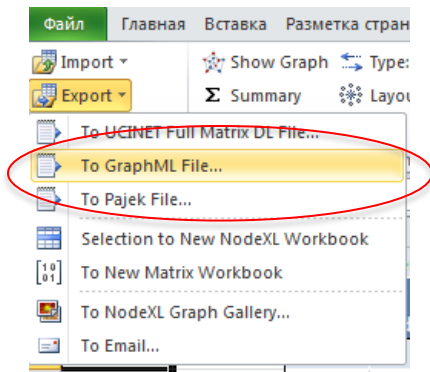 Файл Главная Вставка Разметка стран
Import Show Graph Type:
Export Σ Summary Layou
To UCINET Full Matrix DL File...
To GraphML File...
To Pajek File...
Selection to New NodeXL Workbook
To New Matrix Workbook
To NodeXL Graph Gallery...
To Email...